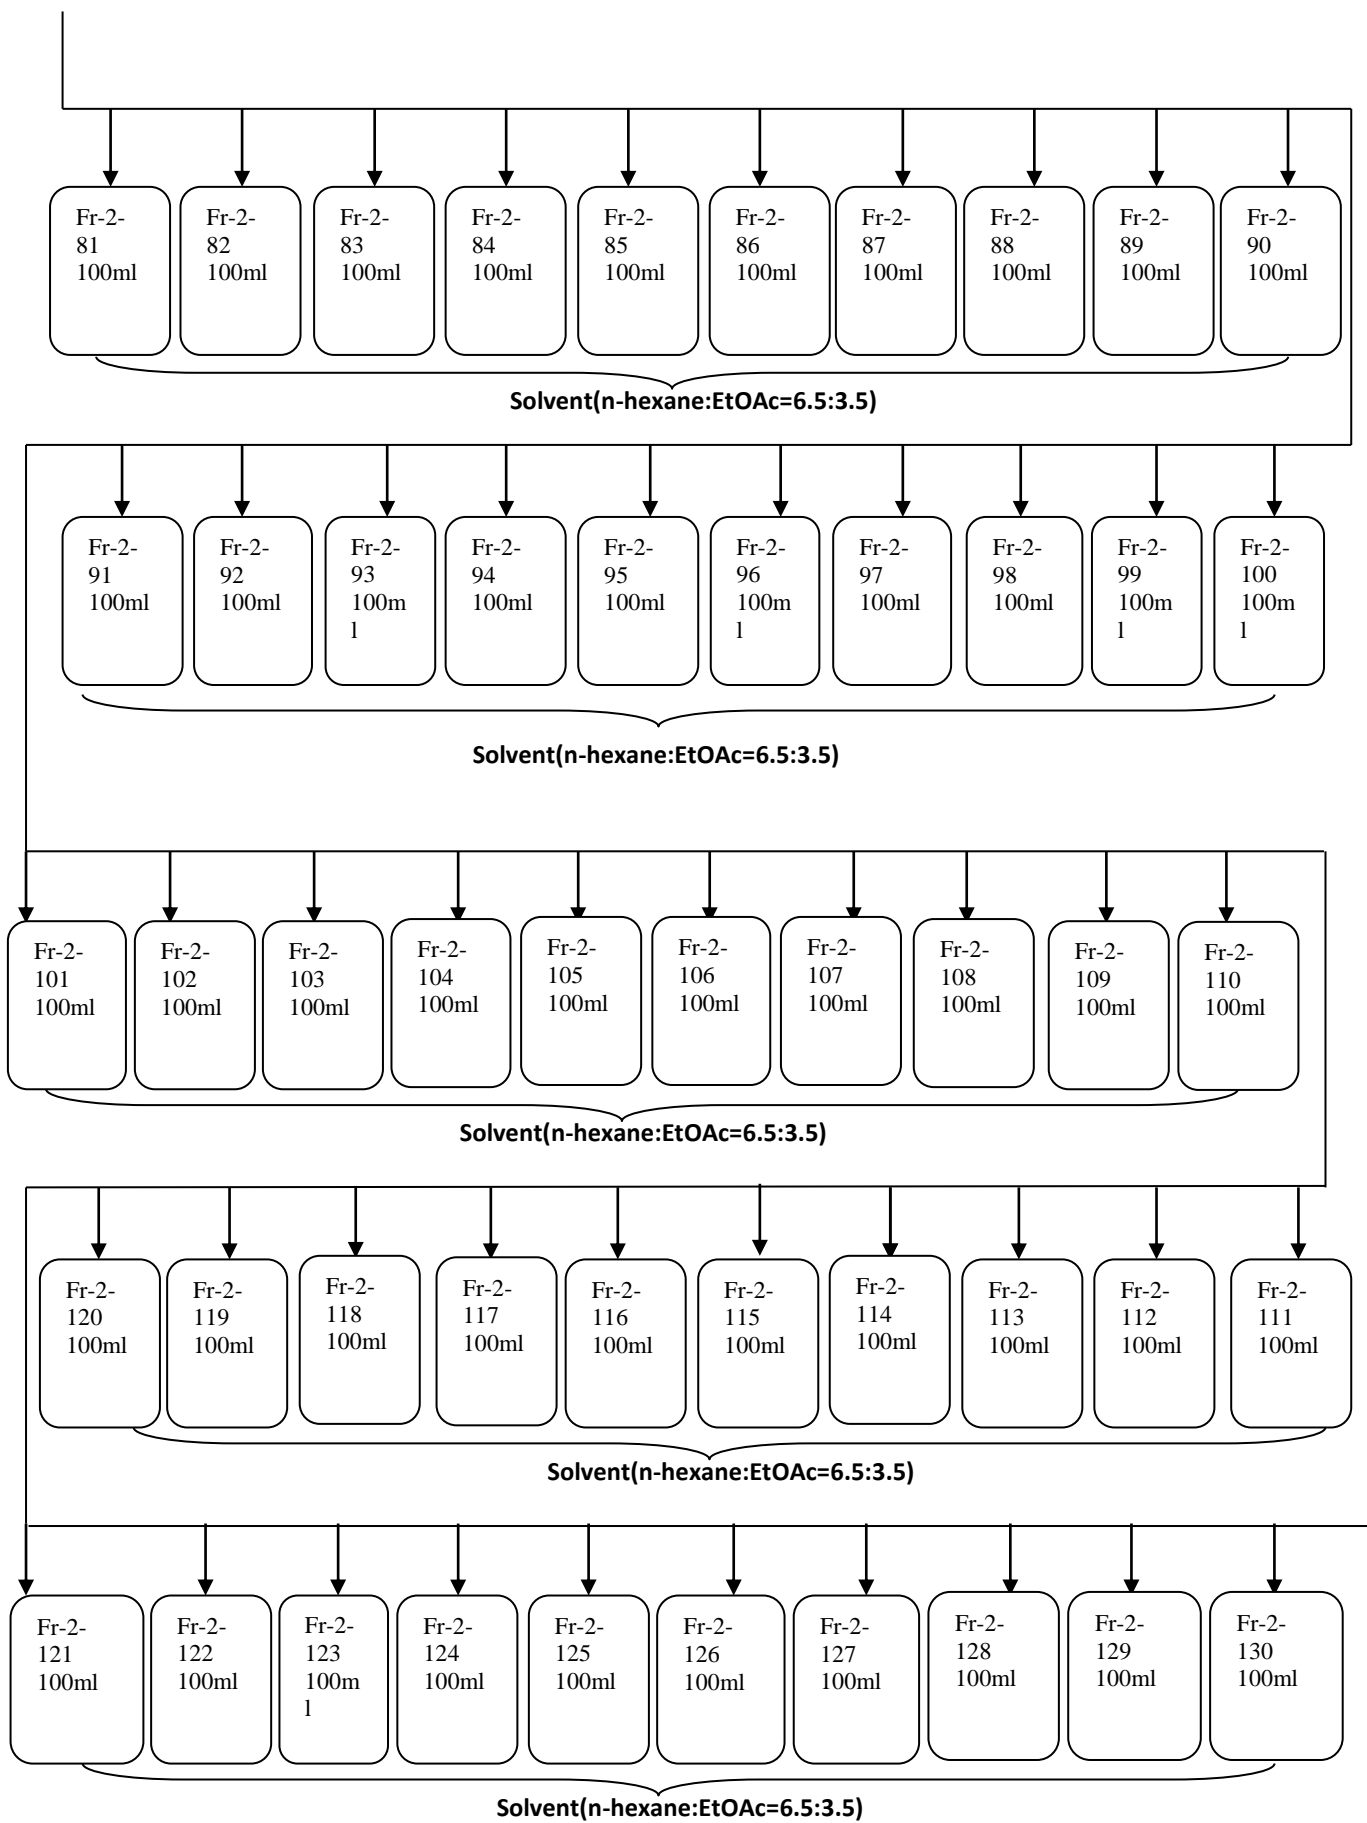 Fr-2-
81
100ml
Fr-2-
82
100ml
Fr-2-
83
100ml
Fr-2-
84
100ml
Fr-2-
85
100ml
Fr-2-
86
100ml
Fr-2-
87
100ml
Fr-2-
88
100ml
Fr-2-
89
100ml
Fr-2-
90
100ml
Solvent(n-hexane:EtOAc=6.5:3.5)
Fr-2-
91
100ml
Fr-2-
92
100ml
Fr-2-
93
100m
l
Fr-2-
94
100ml
Fr-2-
95
100ml
Fr-2-
96
100m
l
Fr-2-
97
100ml
Fr-2-
98
100ml
Fr-2-
99
100m
l
Fr-2-
100
100m
l
Solvent(n-hexane:EtOAc=6.5:3.5)
Fr-2-
101
100ml
Fr-2-
102
100ml
Fr-2-
103
100ml
Fr-2-
104
100ml
Fr-2-
105
100ml
Fr-2-
106
100ml
Fr-2-
107
100ml
Fr-2-
108
100ml
Fr-2-
109
100ml
Fr-2-
110
100ml
Solvent(n-hexane:EtOAc=6.5:3.5)
Fr-2-
120
100ml
Fr-2-
119
100ml
Fr-2-
118
100ml
Fr-2-
117
100ml
Fr-2-
116
100ml
Fr-2-
115
100ml
Fr-2-
114
100ml
Fr-2-
113
100ml
Fr-2-
112
100ml
Fr-2-
111
100ml
Solvent(n-hexane:EtOAc=6.5:3.5)
Fr-2-
121
100ml
Fr-2-
122
100ml
Fr-2-
123
100m
l
Fr-2-
124
100ml
Fr-2-
125
100ml
Fr-2-
126
100ml
Fr-2-
127
100ml
Fr-2-
128
100ml
Fr-2-
129
100ml
Fr-2-
130
100ml
Solvent(n-hexane:EtOAc=6.5:3.5)